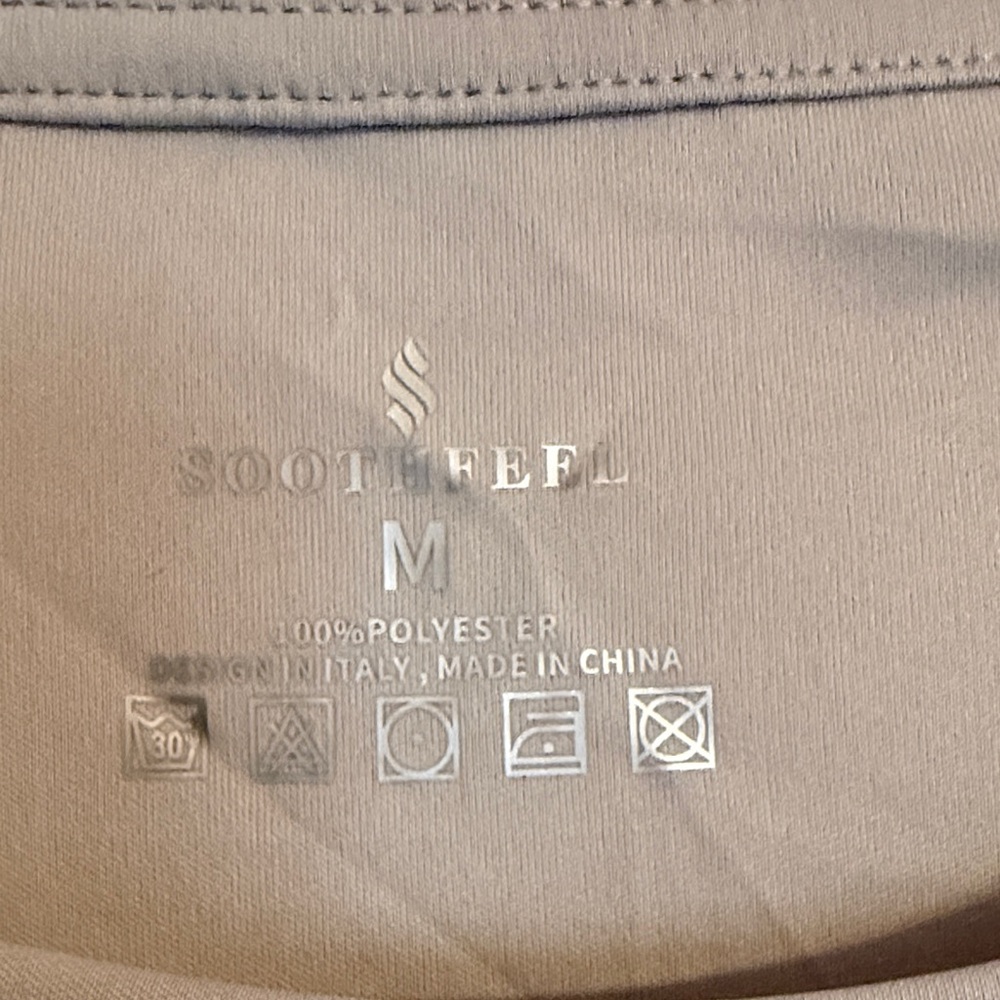 SOOTHFEEL
M
100%POLYESTER
DESIGN IN ITALY, MADE IN CHINA
30